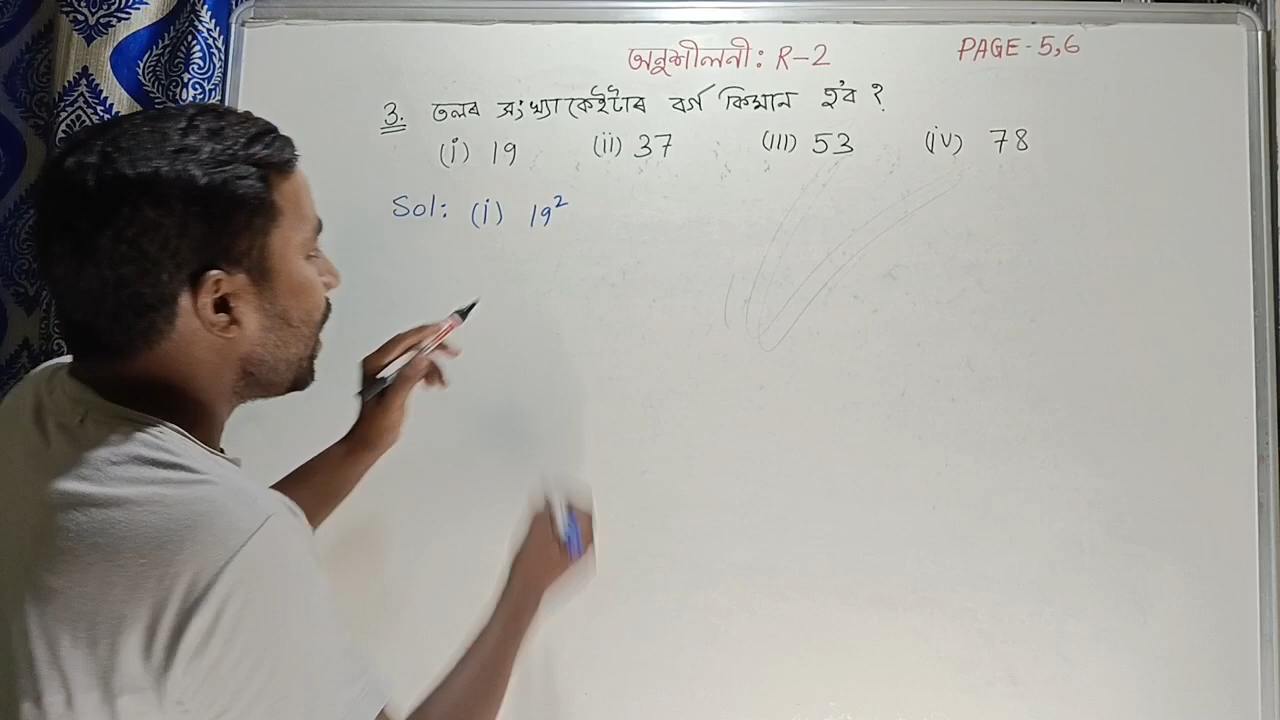 অনুশীলনী: R-2 PAGE-5,6
3. তলৰ সংখ্যাকেইটাৰ বৰ্গ কিমান হ'ব ?
(i) 19 (ii) 37 (III) 53 (iv) 78
Sol: (i) 19²